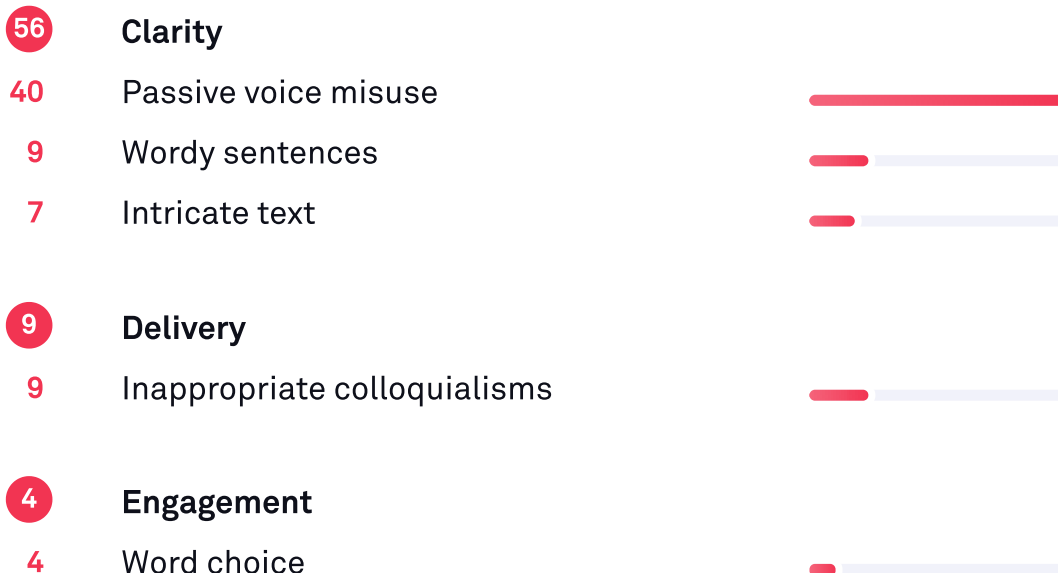 56 Clarity
40 Passive voice misuse
9 Wordy sentences
7 Intricate text
9 Delivery
9 Inappropriate colloquialisms
4 Engagement
4 Word choice